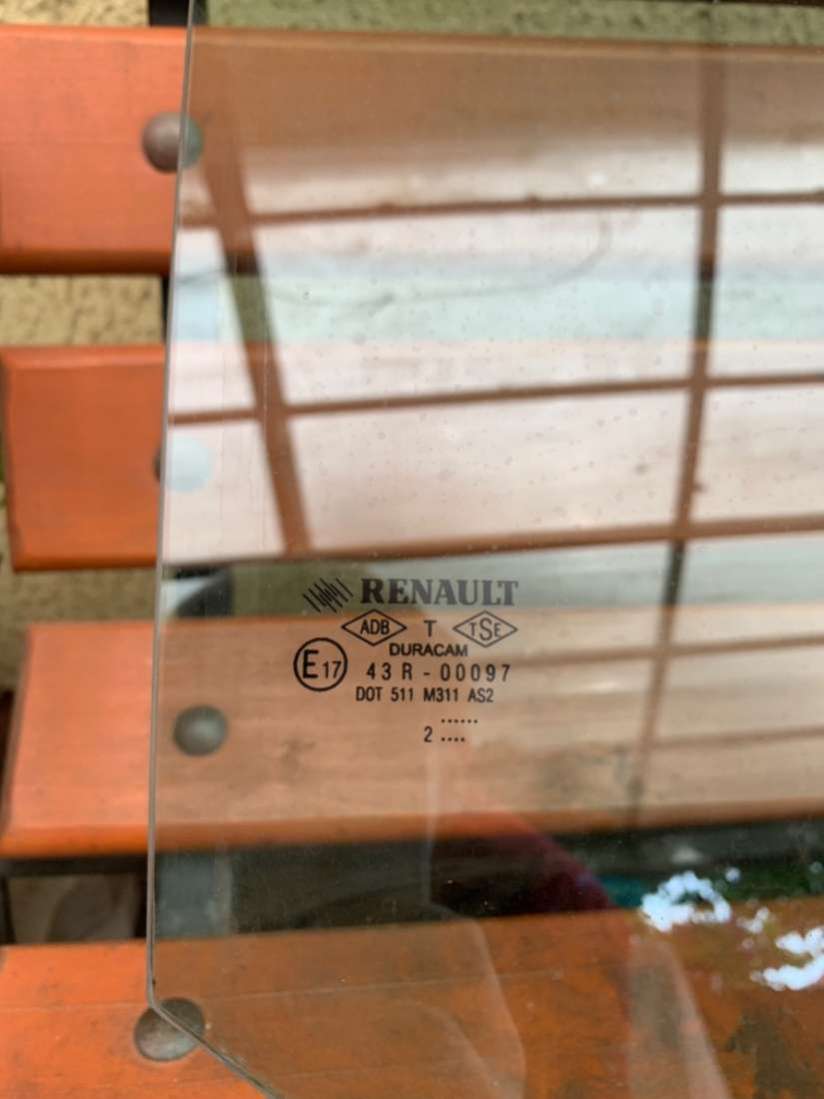 RENAULT
ADB T TSE
DURACAM
E17 43R-00097
DOT 511 M311 AS2
......
2 ....